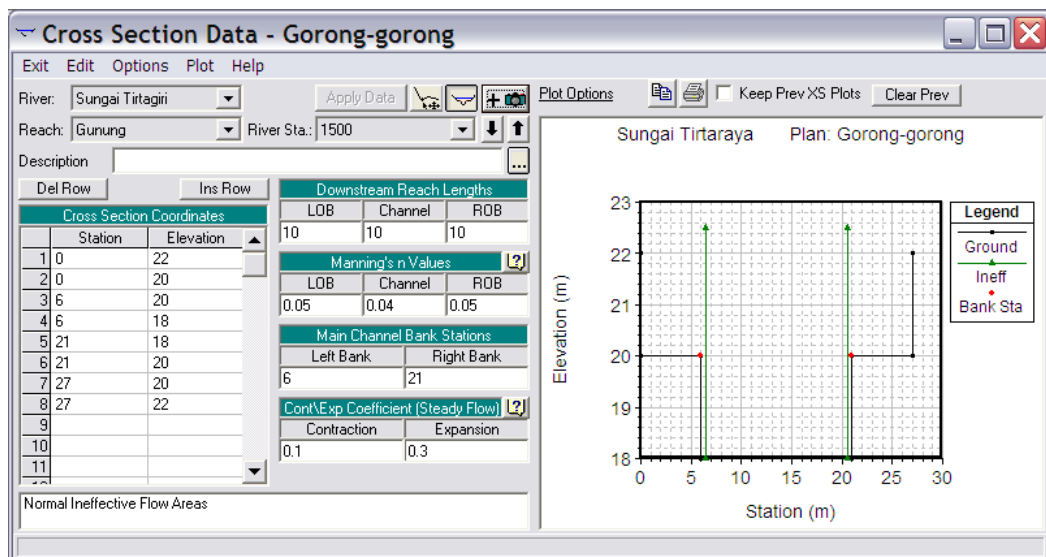 Cross Section Data - Gorong-gorong
Exit Edit Options Plot Help
River: Sungai Tirtagiri Apply Data
Reach: Gunung River Sta.: 1500
Description ...
Del Row Ins Row
Cross Section Coordinates
Station Elevation
1 0 22
2 0 20
3 6 20
4 6 18
5 21 18
6 21 20
7 27 20
8 27 22
9
10
11
Downstream Reach Lengths
LOB Channel ROB
10 10 10
Manning's n Values
LOB Channel ROB
0.05 0.04 0.05
Main Channel Bank Stations
Left Bank Right Bank
6 21
Cont\Exp Coefficient (Steady Flow)
Contraction Expansion
0.1 0.3
Normal Ineffective Flow Areas
Plot Options Keep Prev XS Plots Clear Prev
Sungai Tirtaraya Plan: Gorong-gorong
23
22
21
20
19
18
Elevation (m)
0 5 10 15 20 25 30
Station (m)
Legend
Ground
Ineff
Bank Sta